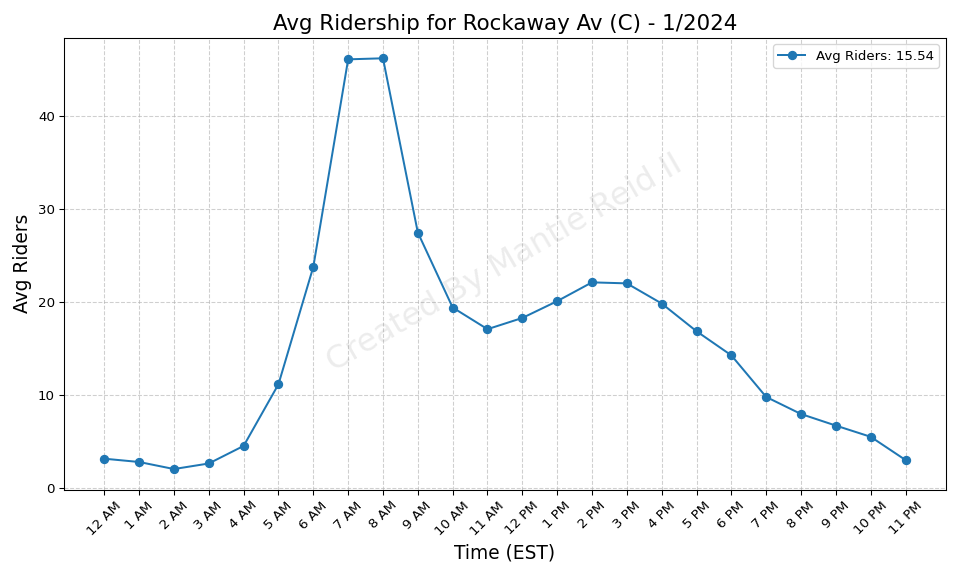 Avg Ridership for Rockaway Av (C) - 1/2024
Avg Riders: 15.54
Avg Riders
40
30
20
10
0
Created By Mantie Reid II
12 AM
1 AM
2 AM
3 AM
4 AM
5 AM
6 AM
7 AM
8 AM
9 AM
10 AM
11 AM
12 PM
1 PM
2 PM
3 PM
4 PM
5 PM
6 PM
7 PM
8 PM
9 PM
10 PM
11 PM
Time (EST)